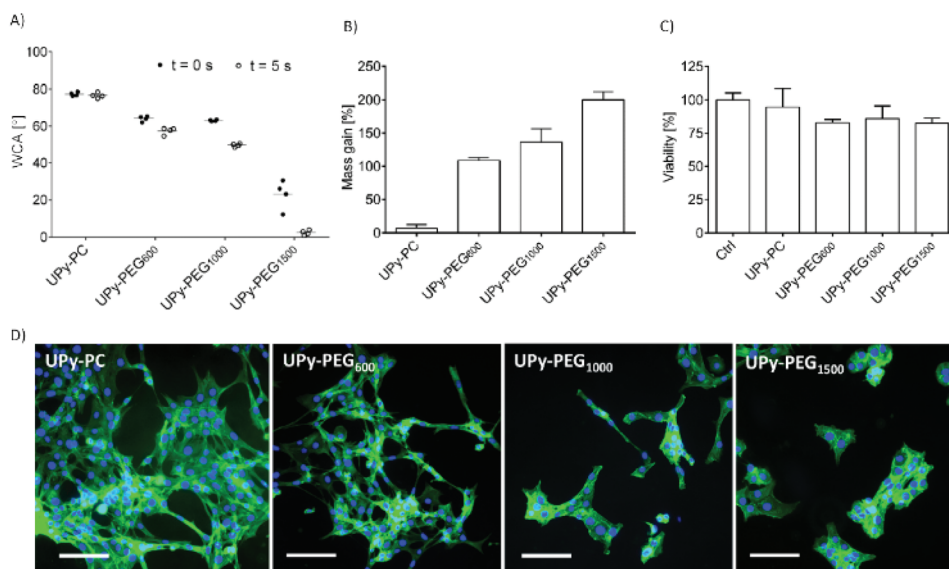 A)
WCA [°]
100
80
60
40
20
0
• t = 0 s ○ t = 5 s
UPy-PC
UPy-PEG600
UPy-PEG1000
UPy-PEG1500
B)
Mass gain [%]
250
200
150
100
50
0
UPy-PC
UPy-PEG600
UPy-PEG1000
UPy-PEG1500
C)
Viability [%]
125
100
75
50
25
0
Ctrl
UPy-PC
UPy-PEG600
UPy-PEG1000
UPy-PEG1500
D)
UPy-PC
UPy-PEG600
UPy-PEG1000
UPy-PEG1500